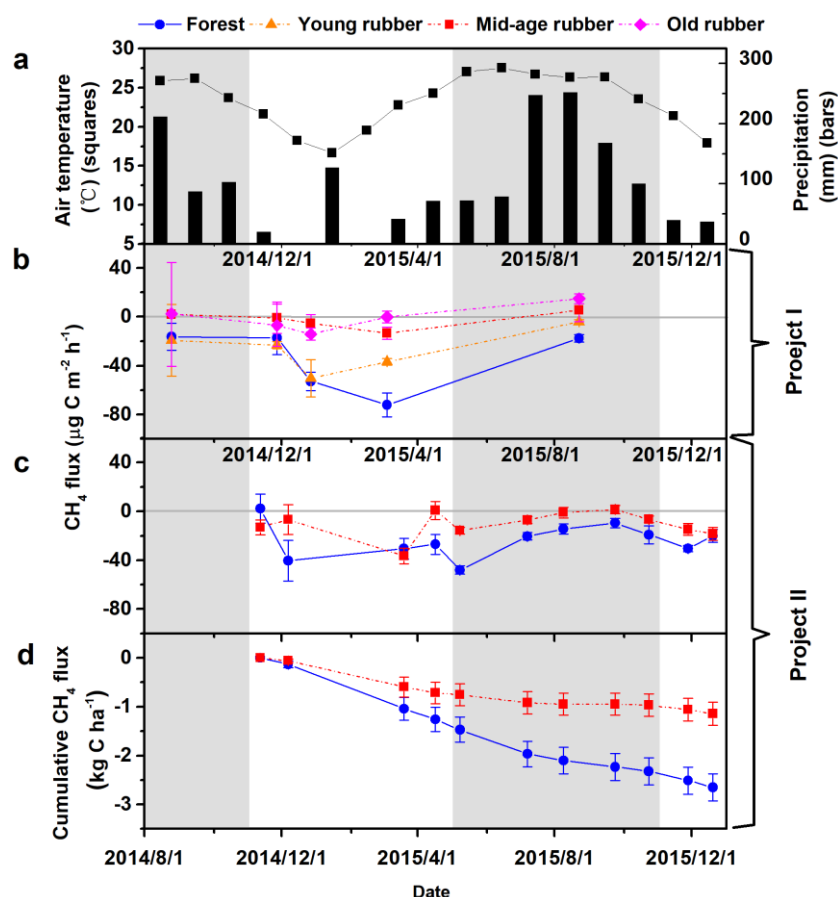 Forest Young rubber Mid-age rubber Old rubber
a
Air temperature
(℃) (squares)
30
25
20
15
10
5
300
200
100
0
Precipitation
(mm) (bars)
2014/12/1 2015/4/1 2015/8/1 2015/12/1
b
40
0
-40
-80
Proejct I
CH₄ flux (μg C m⁻² h⁻¹)
2014/12/1 2015/4/1 2015/8/1 2015/12/1
c
40
0
-40
-80
Project II
d
Cumulative CH₄ flux
(kg C ha⁻¹)
0
-1
-2
-3
2014/8/1 2014/12/1 2015/4/1 2015/8/1 2015/12/1
Date